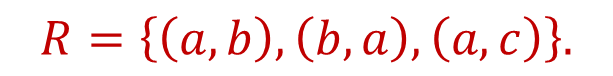 R = {(a, b), (b, a), (a, c)}.